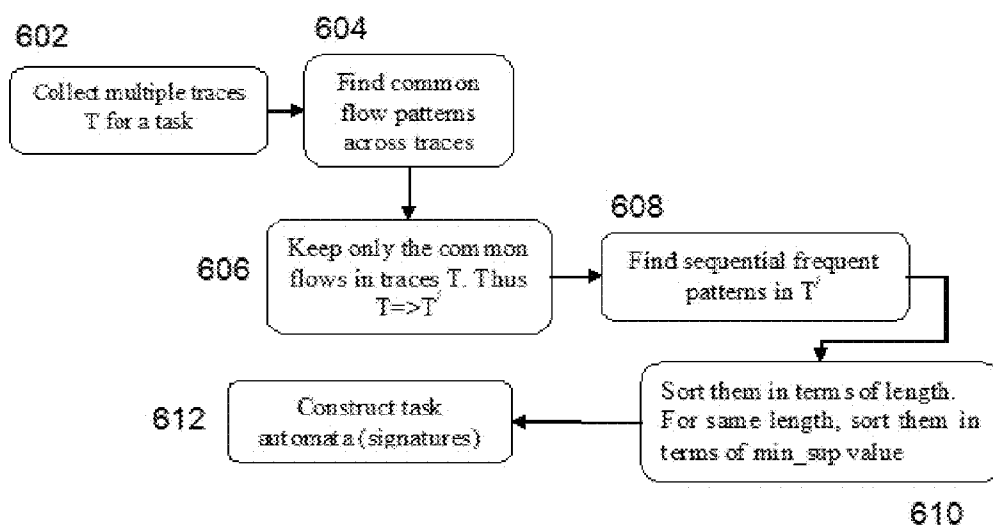 602
Collect multiple traces
T for a task
604
Find common
flow patterns
across traces
606
Keep only the common
flows in traces T. Thus
T=>T'
608
Find sequential frequent
patterns in T'
Sort them in terms of length.
For same length, sort them in
terms of min_sup value
610
612
Construct task
automata (signatures)